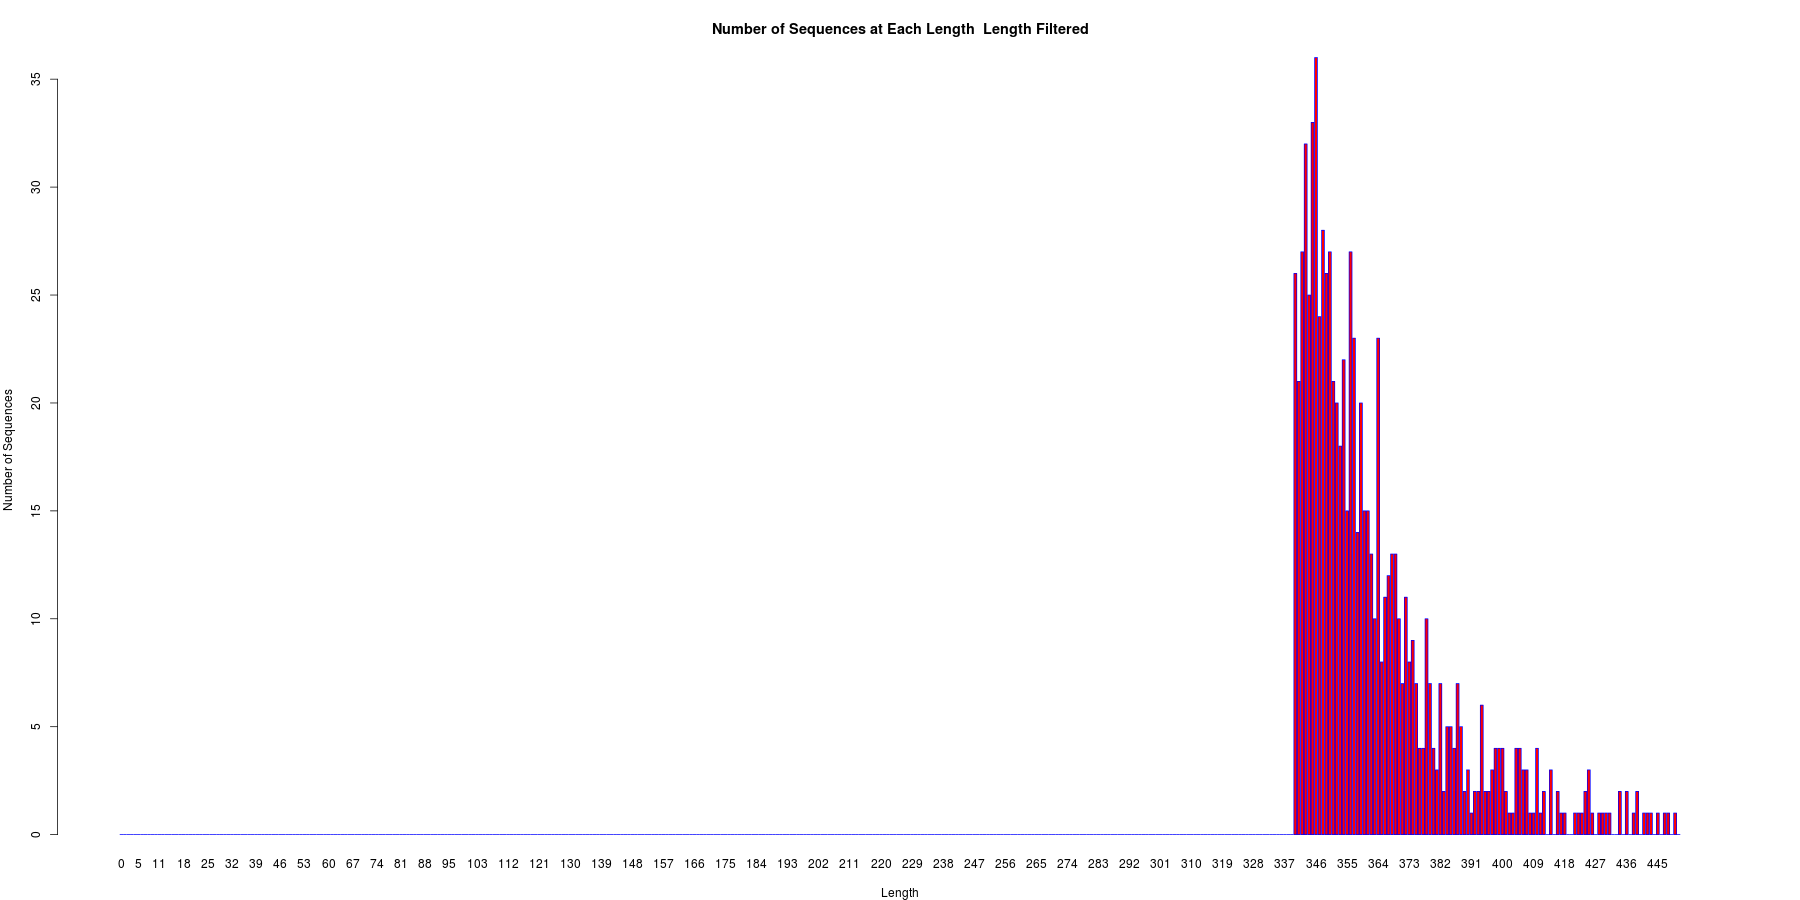 Number of Sequences at Each Length  Length Filtered
35
30
25
20
15
10
5
0
Number of Sequences
0 5 11 18 25 32 39 46 53 60 67 74 81 88 95 103 112 121 130 139 148 157 166 175 184 193 202 211 220 229 238 247 256 265 274 283 292 301 310 319 328 337 346 355 364 373 382 391 400 409 418 427 436 445
Length